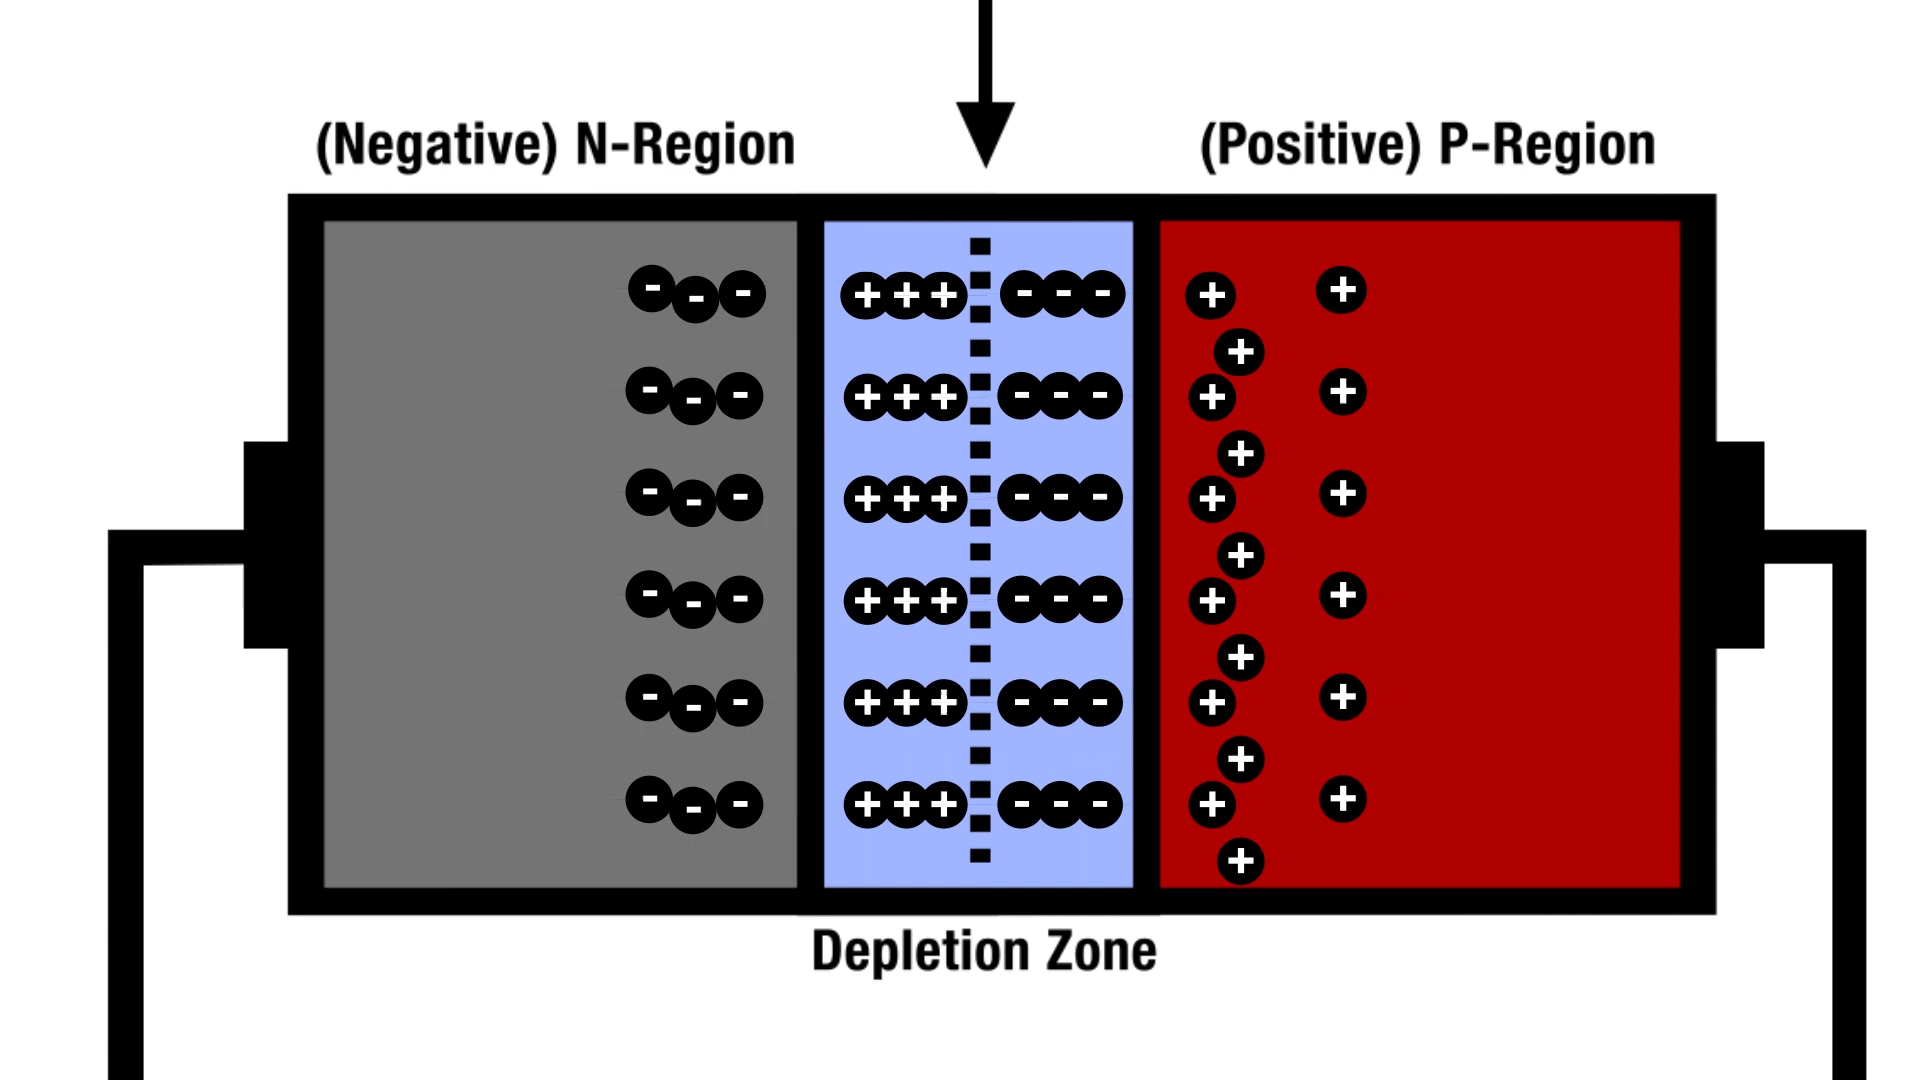 (Negative) N-Region
(Positive) P-Region
- - - + + + - - - + +
+
- - - + + + - - - + +
+
- - - + + + - - - + +
+
- - - + + + - - - + +
+
- - - + + + - - - + +
+
- - - + + + - - - + +
+
Depletion Zone